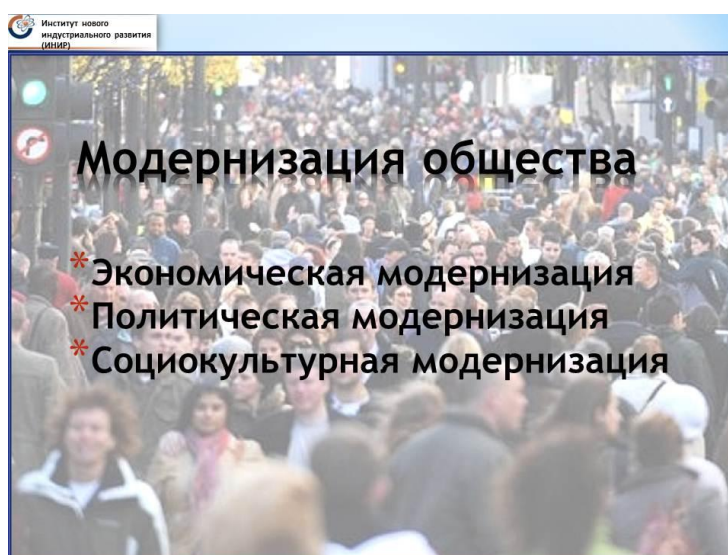 Институт нового
индустриального развития
(ИНИР)
Модернизация общества
*Экономическая модернизация
*Политическая модернизация
*Социокультурная модернизация